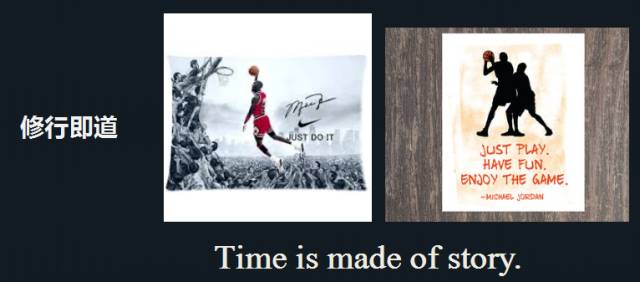 修行即道
JUST DO IT
JUST PLAY.
HAVE FUN.
ENJOY THE GAME.
—MICHAEL JORDAN
Time is made of story.